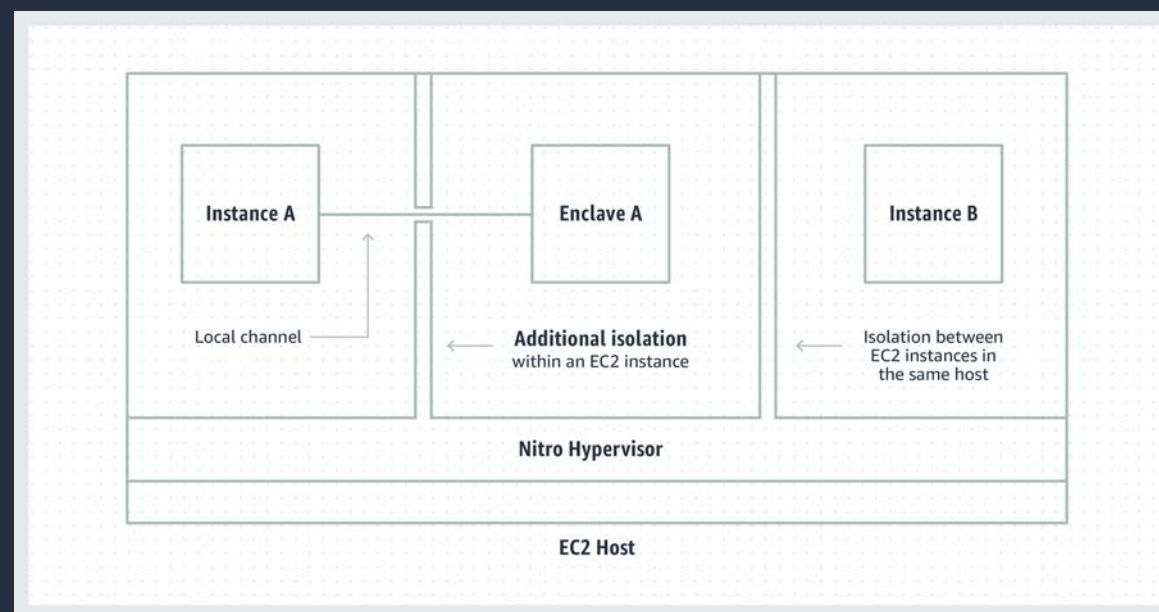 Instance A
Enclave A
Instance B
Local channel
Additional isolation
within an EC2 instance
Isolation between
EC2 instances in
the same host
Nitro Hypervisor
EC2 Host